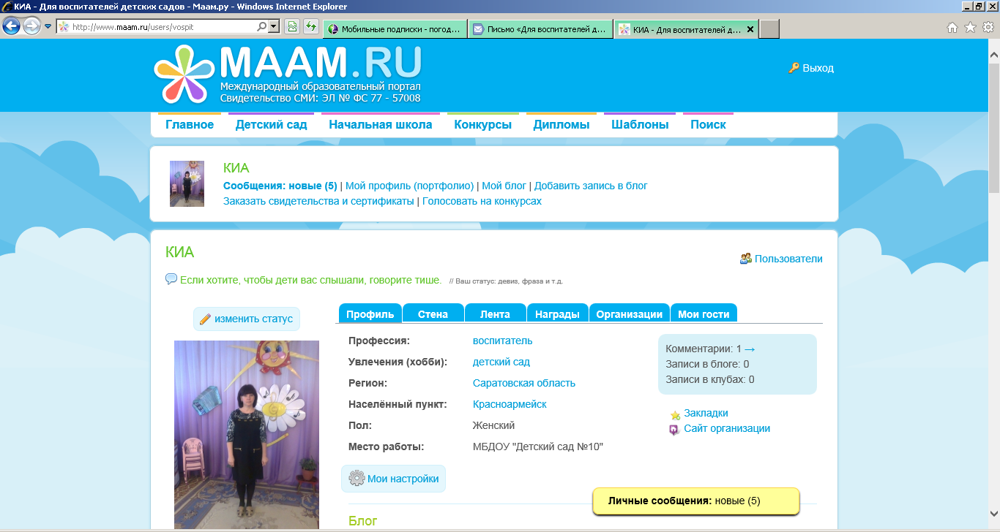 КИА - Для воспитателей детских садов - Маам.ру - Windows Internet Explorer
http://www.maam.ru/users/vospit
Мобильные подписки - погод...
Письмо «Для воспитателей д...
КИА - Для воспитателей д...
MAAM.RU
Международный образовательный портал
Свидетельство СМИ: ЭЛ № ФС 77 - 57008
Выход
Главное Детский сад Начальная школа Конкурсы Дипломы Шаблоны Поиск
КИА
Сообщения: новые (5) | Мой профиль (портфолио) | Мой блог | Добавить запись в блог
Заказать свидетельства и сертификаты | Голосовать на конкурсах
КИА
Пользователи
Если хотите, чтобы дети вас слышали, говорите тише. // Ваш статус: девиз, фраза и т.д.
изменить статус
Профиль Стена Лента Награды Организации Мои гости
Профессия: воспитатель
Увлечения (хобби): детский сад
Регион: Саратовская область
Населённый пункт: Красноармейск
Пол: Женский
Место работы: МБДОУ "Детский сад №10"
Комментарии: 1 →
Записи в блоге: 0
Записи в клубах: 0
Закладки
Сайт организации
Мои настройки
Личные сообщения: новые (5)
Блог